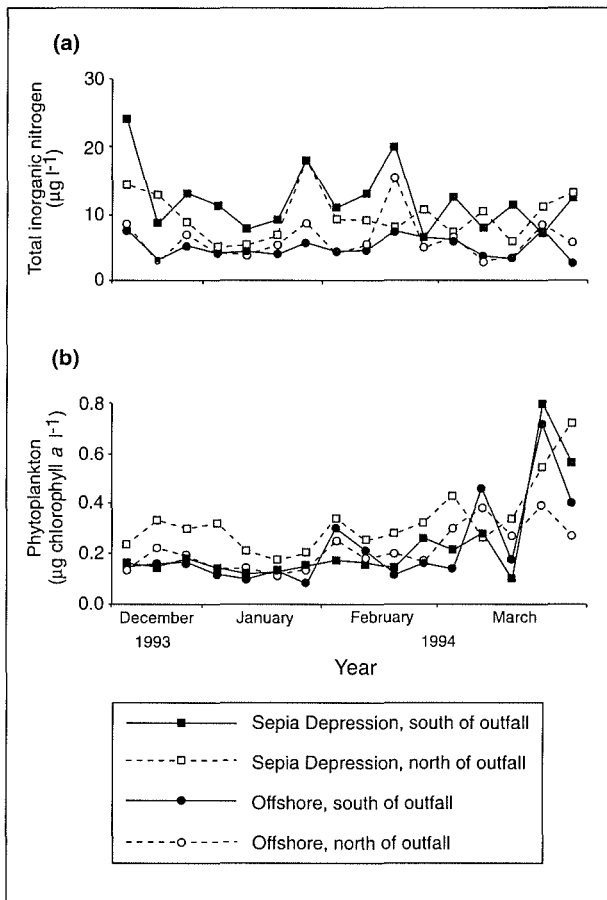 (a)
30
20
10
0
Total inorganic nitrogen
(µg l-1)
(b)
0.8
0.6
0.4
0.2
0.0
Phytoplankton
(µg chlorophyll a l-1)
December January February March
1993 1994
Year
Sepia Depression, south of outfall
Sepia Depression, north of outfall
Offshore, south of outfall
Offshore, north of outfall